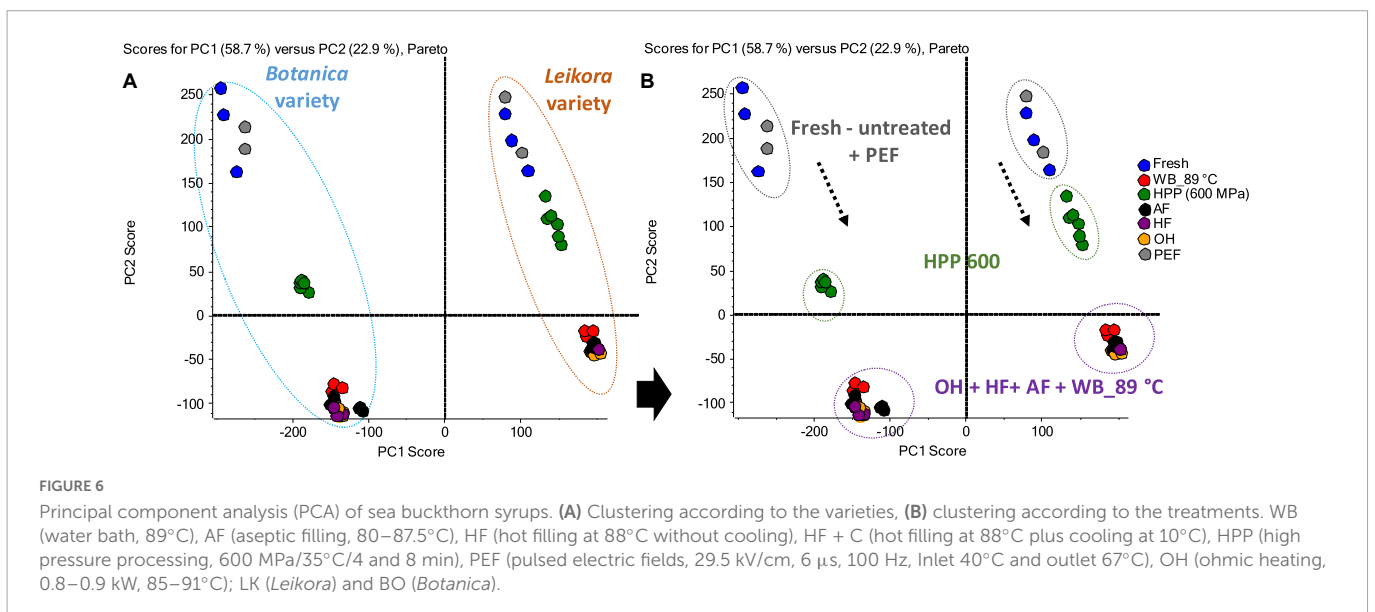 Scores for PC1 (58.7 %) versus PC2 (22.9 %), Pareto
A
Botanica
variety
Leikora
variety
PC2 Score
250
200
150
100
50
0
-50
-100
-200
-100
0
100
PC1 Score
Scores for PC1 (58.7 %) versus PC2 (22.9 %), Pareto
B
Fresh - untreated
+ PEF
HPP 600
OH + HF+ AF + WB_89 °C
PC2 Score
250
200
150
100
50
0
-50
-100
-200
-100
0
100
PC1 Score
Fresh
WB_89 °C
HPP (600 MPa)
AF
HF
OH
PEF
FIGURE 6
Principal component analysis (PCA) of sea buckthorn syrups. (A) Clustering according to the varieties, (B) clustering according to the treatments. WB
(water bath, 89°C), AF (aseptic filling, 80–87.5°C), HF (hot filling at 88°C without cooling), HF + C (hot filling at 88°C plus cooling at 10°C), HPP (high
pressure processing, 600 MPa/35°C/4 and 8 min), PEF (pulsed electric fields, 29.5 kV/cm, 6 μs, 100 Hz, Inlet 40°C and outlet 67°C), OH (ohmic heating,
0.8–0.9 kW, 85–91°C); LK (Leikora) and BO (Botanica).